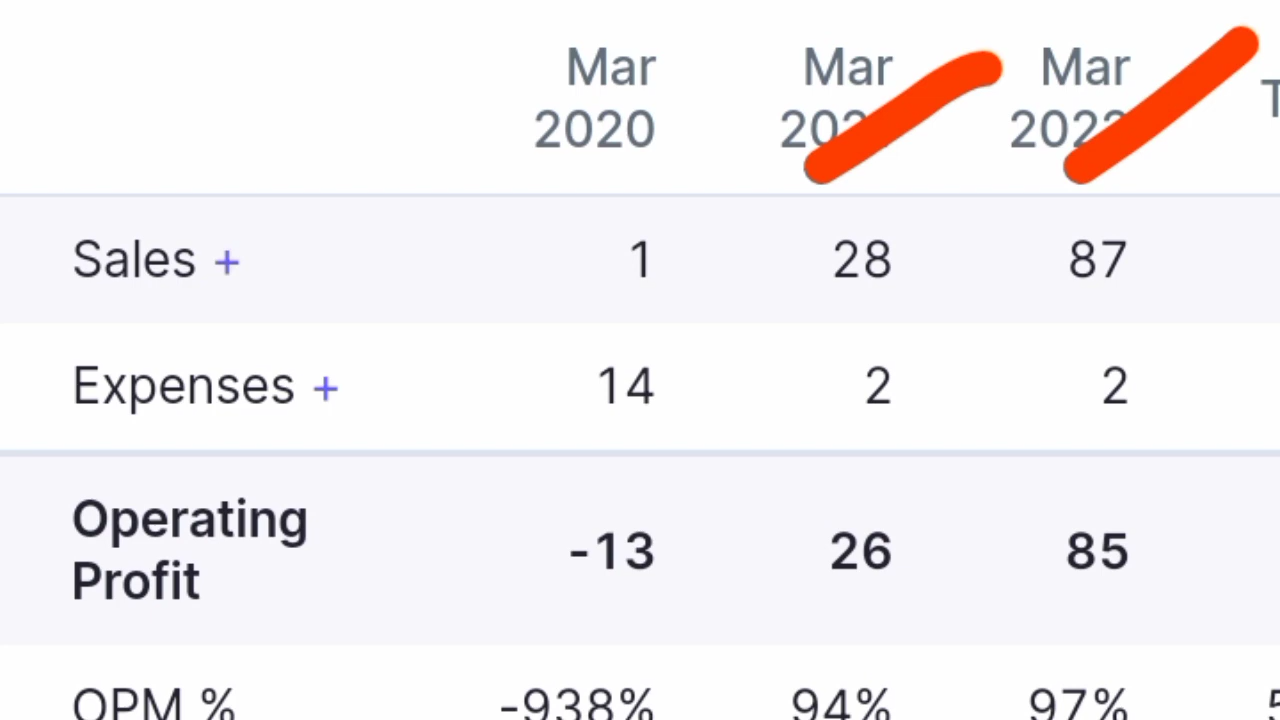 Mar Mar Mar
2020
Sales + 1 28 87
Expenses + 14 2 2
Operating
Profit -13 26 85
OPM % -938% 94% 97%